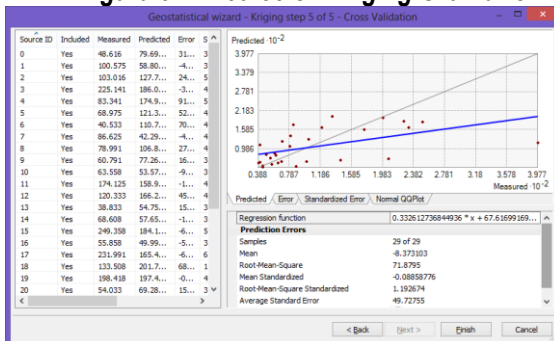 Geostatistical wizard - Kriging step 5 of 5 - Cross Validation
Source ID Included Measured Predicted Error S
0 Yes 48.616 79.69... 31... 3
1 Yes 100.575 58.80... -4... 3
2 Yes 103.016 127.7... 24... 5
3 Yes 225.141 186.0... -3... 4
4 Yes 83.341 174.9... 91... 5
5 Yes 68.975 121.3... 52... 4
6 Yes 40.533 110.7... 70... 4
7 Yes 86.625 42.29... -4... 4
8 Yes 78.991 106.8... 27... 4
9 Yes 60.791 77.26... 16... 3
10 Yes 63.558 53.57... -9... 3
11 Yes 174.125 158.9... -1... 4
12 Yes 120.333 166.2... 45... 4
13 Yes 38.833 54.75... 15... 3
14 Yes 68.608 57.65... -1... 3
15 Yes 249.358 184.1... -6... 5
16 Yes 55.858 49.99... -5... 3
17 Yes 231.991 165.4... -6... 6
18 Yes 133.508 201.7... 68... 1
19 Yes 198.418 197.4... -0... 4
20 Yes 54.033 69.28... 15... 3
Predicted ·10-2
3.977
3.379
2.781
2.183
1.585
0.986
0.388 0.787 1.186 1.585 1.983 2.382 2.781 3.18 3.578 3.977
Measured ·10-2
Predicted Error Standardized Error Normal QQPlot
Regression function 0.332612736844936 * x + 67.61699169...
Prediction Errors
Samples 29 of 29
Mean -8.373103
Root-Mean-Square 71.8795
Mean Standardized -0.08858776
Root-Mean-Square Standardized 1.192674
Average Standard Error 49.72755
< Back Next > Finish Cancel